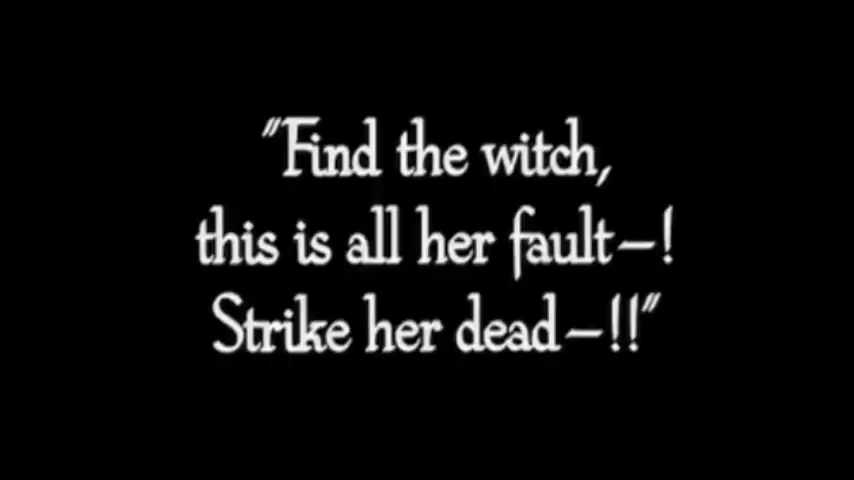 "Find the witch,
this is all her fault—!
Strike her dead—!!"